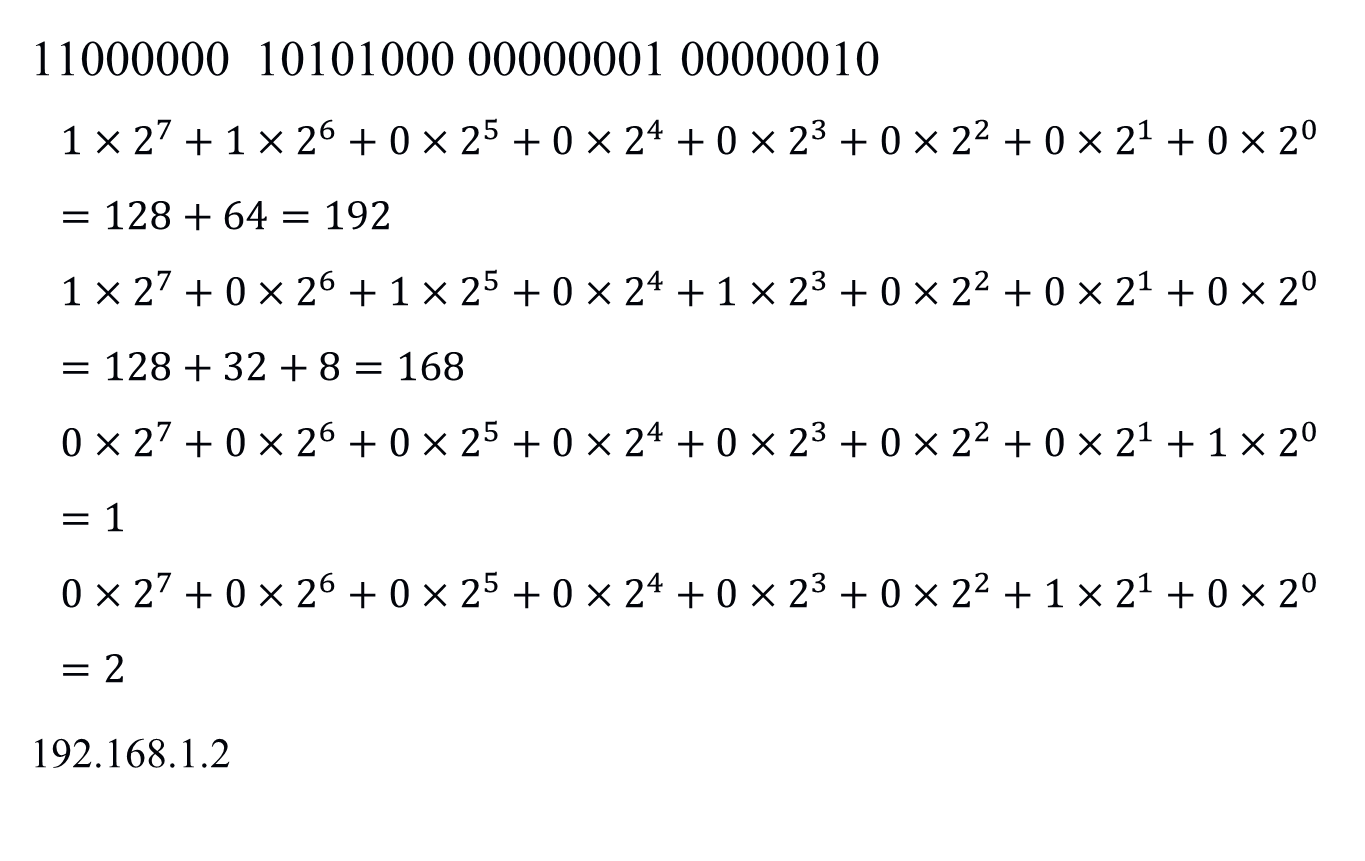 11000000  10101000 00000001 00000010
1 × 2⁷ + 1 × 2⁶ + 0 × 2⁵ + 0 × 2⁴ + 0 × 2³ + 0 × 2² + 0 × 2¹ + 0 × 2⁰
= 128 + 64 = 192
1 × 2⁷ + 0 × 2⁶ + 1 × 2⁵ + 0 × 2⁴ + 1 × 2³ + 0 × 2² + 0 × 2¹ + 0 × 2⁰
= 128 + 32 + 8 = 168
0 × 2⁷ + 0 × 2⁶ + 0 × 2⁵ + 0 × 2⁴ + 0 × 2³ + 0 × 2² + 0 × 2¹ + 1 × 2⁰
= 1
0 × 2⁷ + 0 × 2⁶ + 0 × 2⁵ + 0 × 2⁴ + 0 × 2³ + 0 × 2² + 1 × 2¹ + 0 × 2⁰
= 2
192.168.1.2